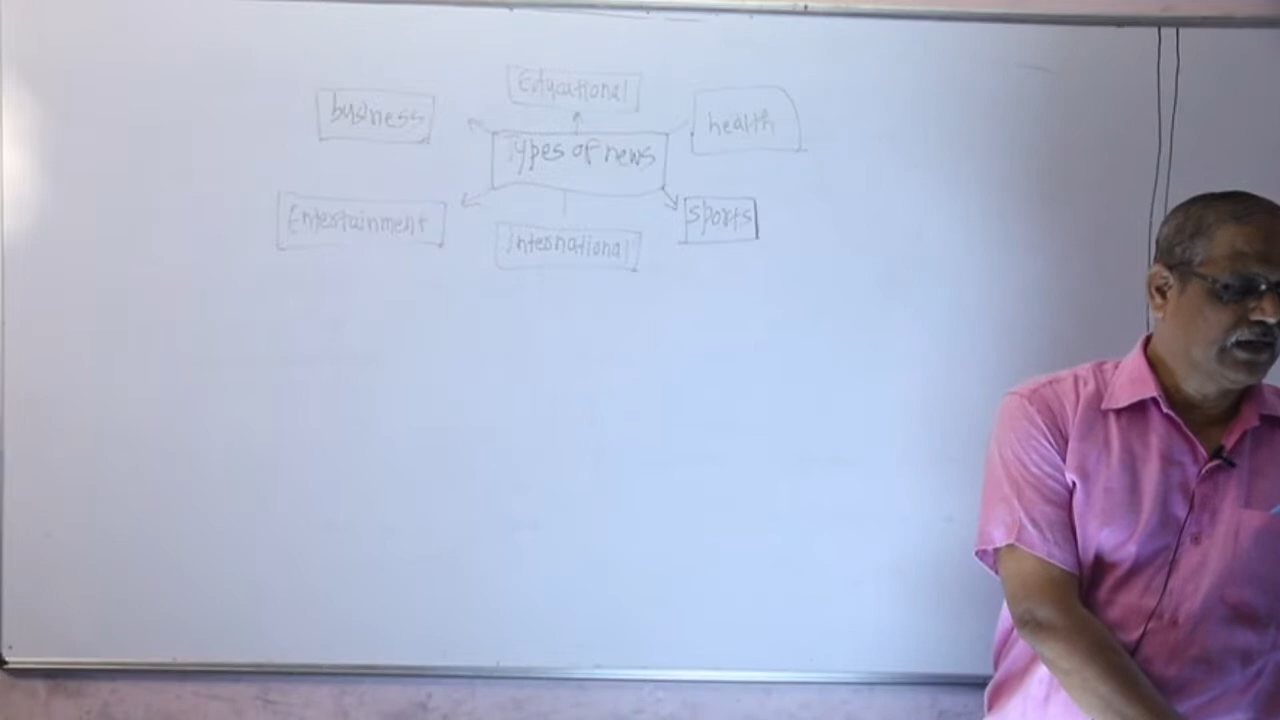 Educational
business
health
Types of news
Entertainment
sports
International